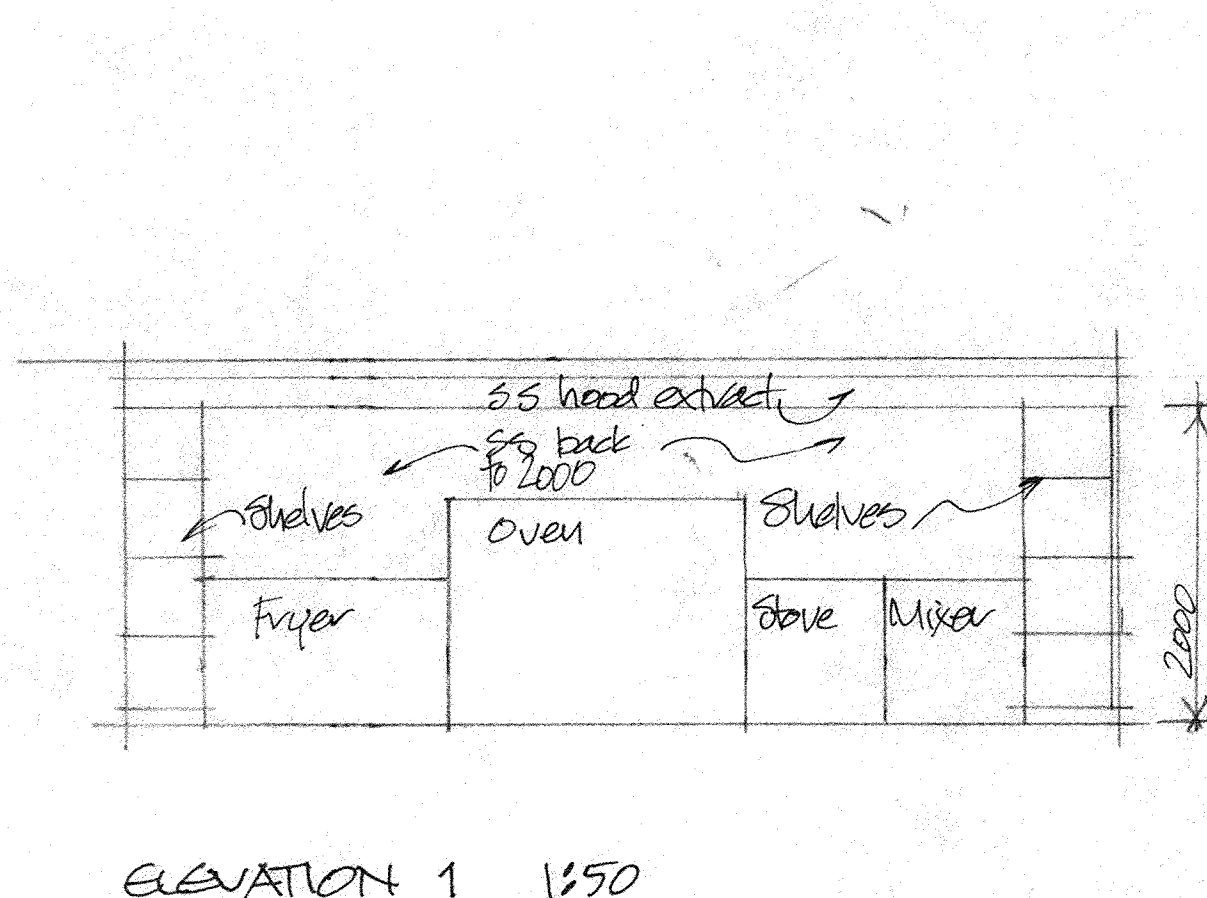 SS hood extract
SS back
to 2000
Shelves
Shelves
Oven
Fryer
Stove
Mixer
2000
ELEVATION 1 1:50